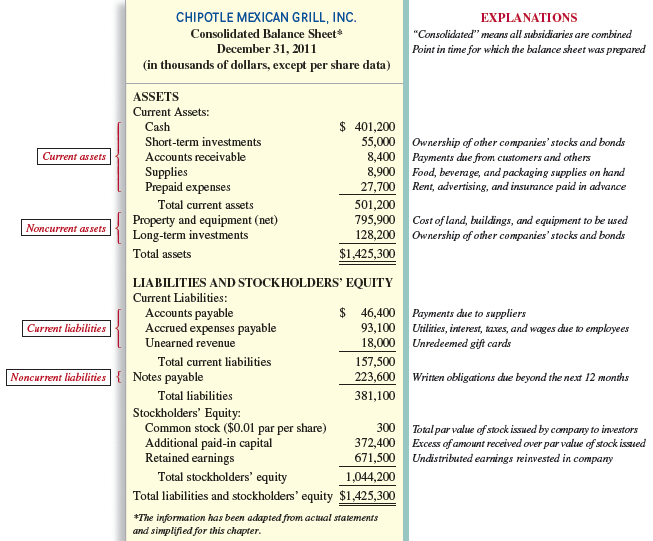 CHIPOTLE MEXICAN GRILL, INC.
Consolidated Balance Sheet*
December 31, 2011
(in thousands of dollars, except per share data)
EXPLANATIONS
“Consolidated” means all subsidiaries are combined
Point in time for which the balance sheet was prepared
ASSETS
Current Assets:
Current assets
Cash $ 401,200
Short-term investments 55,000 Ownership of other companies’ stocks and bonds
Accounts receivable 8,400 Payments due from customers and others
Supplies 8,900 Food, beverage, and packaging supplies on hand
Prepaid expenses 27,700 Rent, advertising, and insurance paid in advance
Total current assets 501,200
Noncurrent assets
Property and equipment (net) 795,900 Cost of land, buildings, and equipment to be used
Long-term investments 128,200 Ownership of other companies’ stocks and bonds
Total assets $1,425,300
LIABILITIES AND STOCKHOLDERS’ EQUITY
Current Liabilities:
Current liabilities
Accounts payable $ 46,400 Payments due to suppliers
Accrued expenses payable 93,100 Utilities, interest, taxes, and wages due to employees
Unearned revenue 18,000 Unredeemed gift cards
Total current liabilities 157,500
Noncurrent liabilities
Notes payable 223,600 Written obligations due beyond the next 12 months
Total liabilities 381,100
Stockholders’ Equity:
Common stock ($0.01 par per share) 300 Total par value of stock issued by company to investors
Additional paid-in capital 372,400 Excess of amount received over par value of stock issued
Retained earnings 671,500 Undistributed earnings reinvested in company
Total stockholders’ equity 1,044,200
Total liabilities and stockholders’ equity $1,425,300
*The information has been adapted from actual statements
and simplified for this chapter.